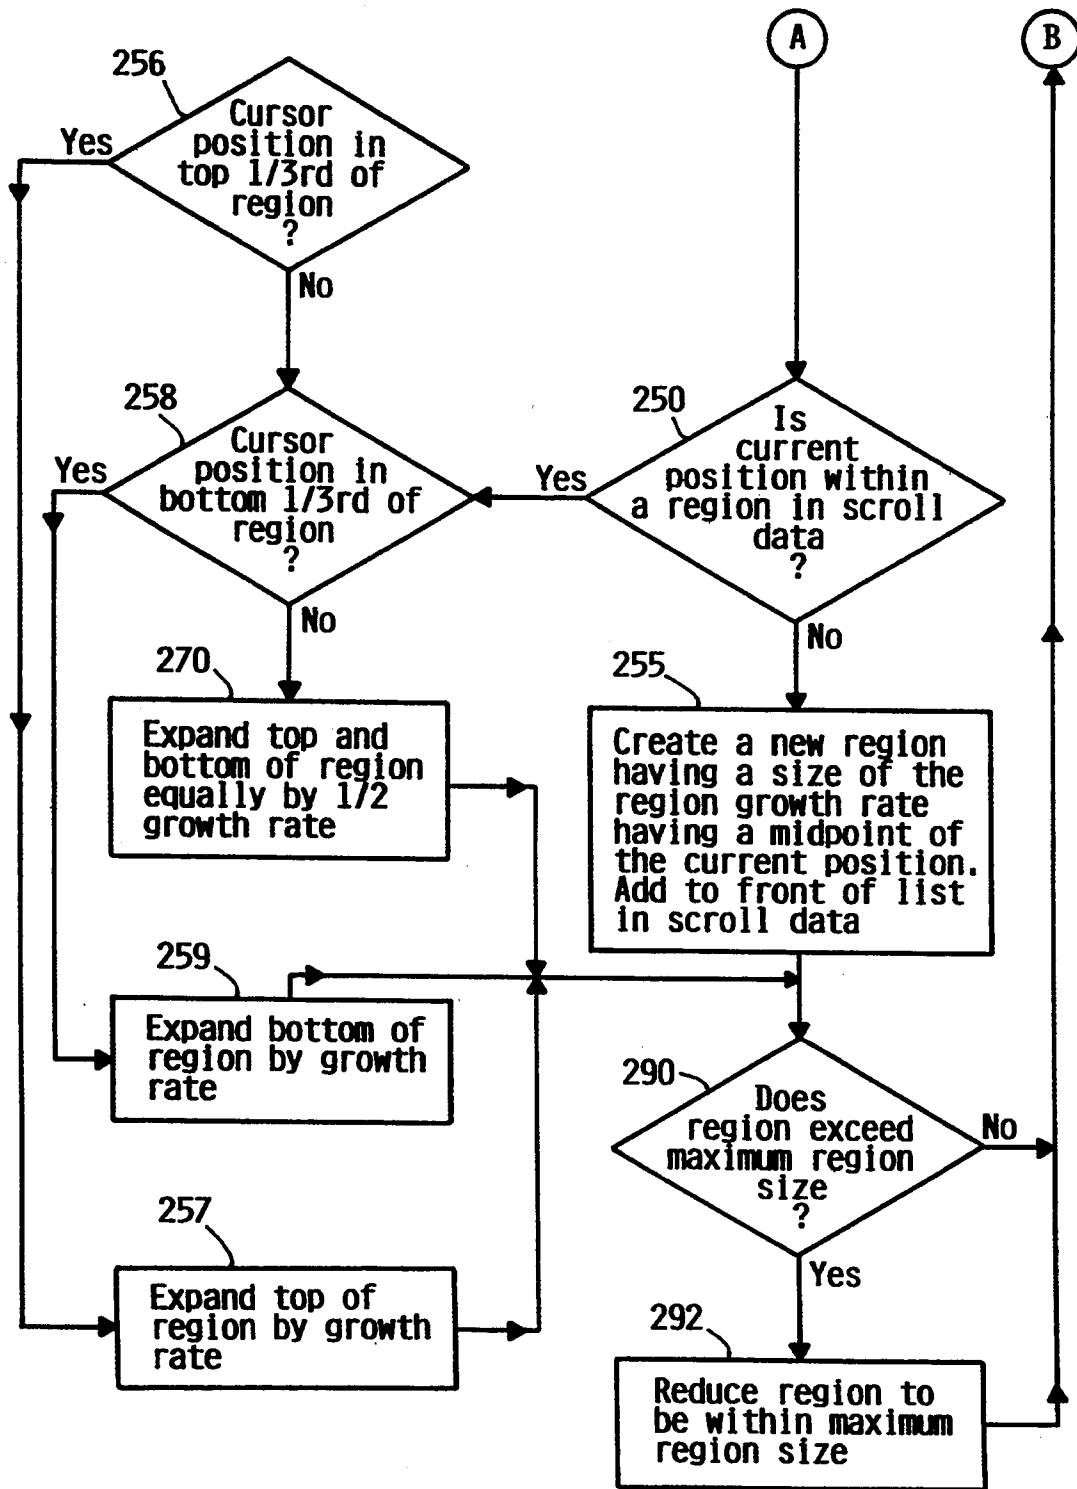 A
B
256
Cursor
position in
top 1/3rd of
region
?
Yes
No
258
Cursor
position in
bottom 1/3rd of
region
?
Yes
No
250
Is
current
position within
a region in scroll
data
?
Yes
No
270
Expand top and
bottom of region
equally by 1/2
growth rate
255
Create a new region
having a size of the
region growth rate
having a midpoint of
the current position.
Add to front of list
in scroll data
259
Expand bottom of
region by growth
rate
290
Does
region exceed
maximum region
size
?
No
Yes
257
Expand top of
region by growth
rate
292
Reduce region to
be within maximum
region size